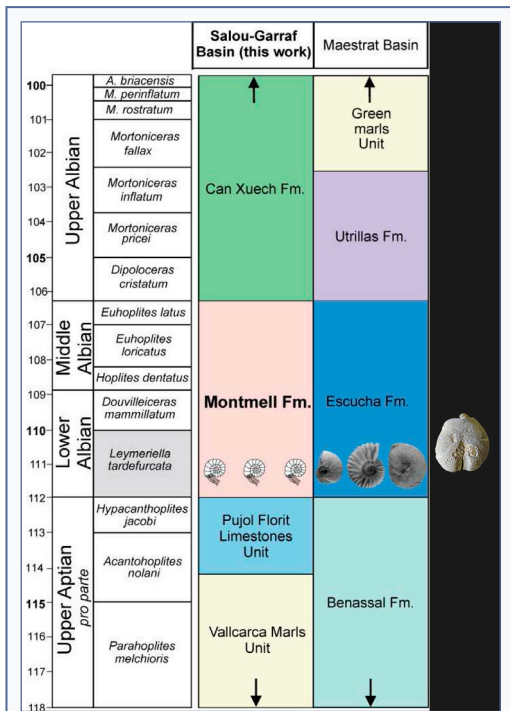 Salou-Garraf
Basin (this work)
Maestrat Basin
100
101
102
103
104
105
106
107
108
109
110
111
112
113
114
115
116
117
118
Upper Albian
Middle
Albian
Lower
Albian
Upper Aptian
pro parte
A. briacensis
M. perinflatum
M. rostratum
Mortoniceras
fallax
Mortoniceras
inflatum
Mortoniceras
pricei
Dipoloceras
cristatum
Euhoplites latus
Euhoplites
loricatus
Hoplites dentatus
Douvilleiceras
mammillatum
Leymeriella
tardefurcata
Hypacanthoplites
jacobi
Acantohoplites
nolani
Parahoplites
melchioris
Can Xuech Fm.
Montmell Fm.
Pujol Florit
Limestones
Unit
Vallcarca Marls
Unit
Green
marls
Unit
Utrillas Fm.
Escucha Fm.
Benassal Fm.